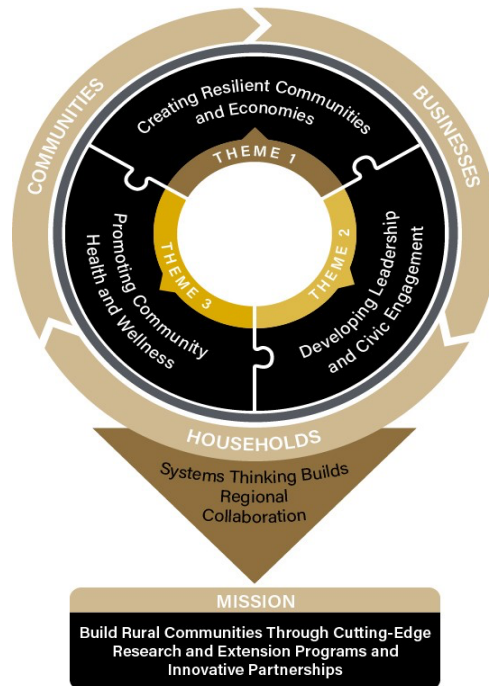 COMMUNITIES
BUSINESSES
HOUSEHOLDS
Creating Resilient Communities
and Economies
THEME 1
Developing Leadership
and Civic Engagement
THEME 2
Promoting Community
Health and Wellness
THEME 3
Systems Thinking Builds
Regional
Collaboration
MISSION
Build Rural Communities Through Cutting-Edge
Research and Extension Programs and
Innovative Partnerships